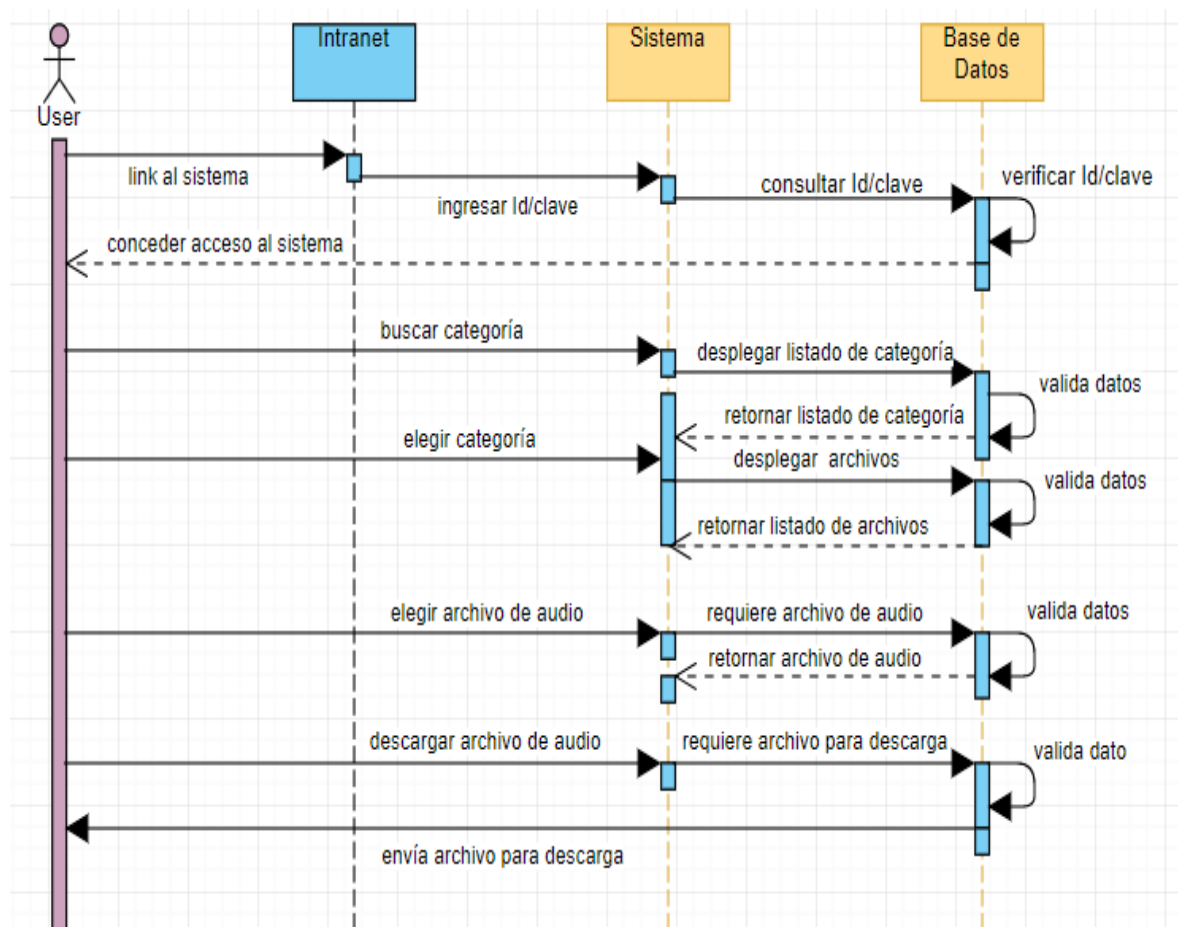 Intranet
Sistema
Base de
Datos
User
link al sistema
ingresar Id/clave
consultar Id/clave
verificar Id/clave
conceder acceso al sistema
buscar categoría
desplegar listado de categoría
valida datos
retornar listado de categoría
elegir categoría
desplegar archivos
valida datos
retornar listado de archivos
elegir archivo de audio
requiere archivo de audio
valida datos
retornar archivo de audio
descargar archivo de audio
requiere archivo para descarga
valida dato
envía archivo para descarga